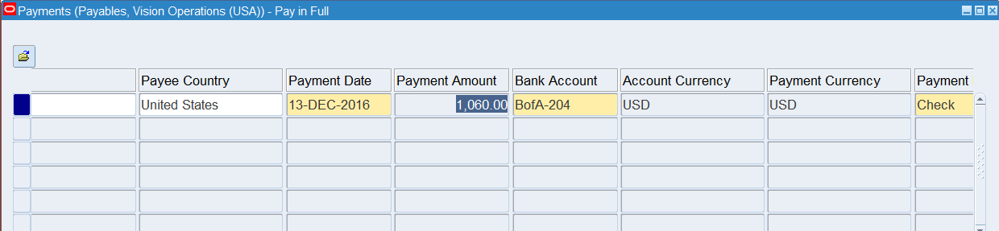 Payments (Payables, Vision Operations (USA)) - Pay in Full
Payee Country Payment Date Payment Amount Bank Account Account Currency Payment Currency Payment
United States 13-DEC-2016 1,060.00 BofA-204 USD USD Check